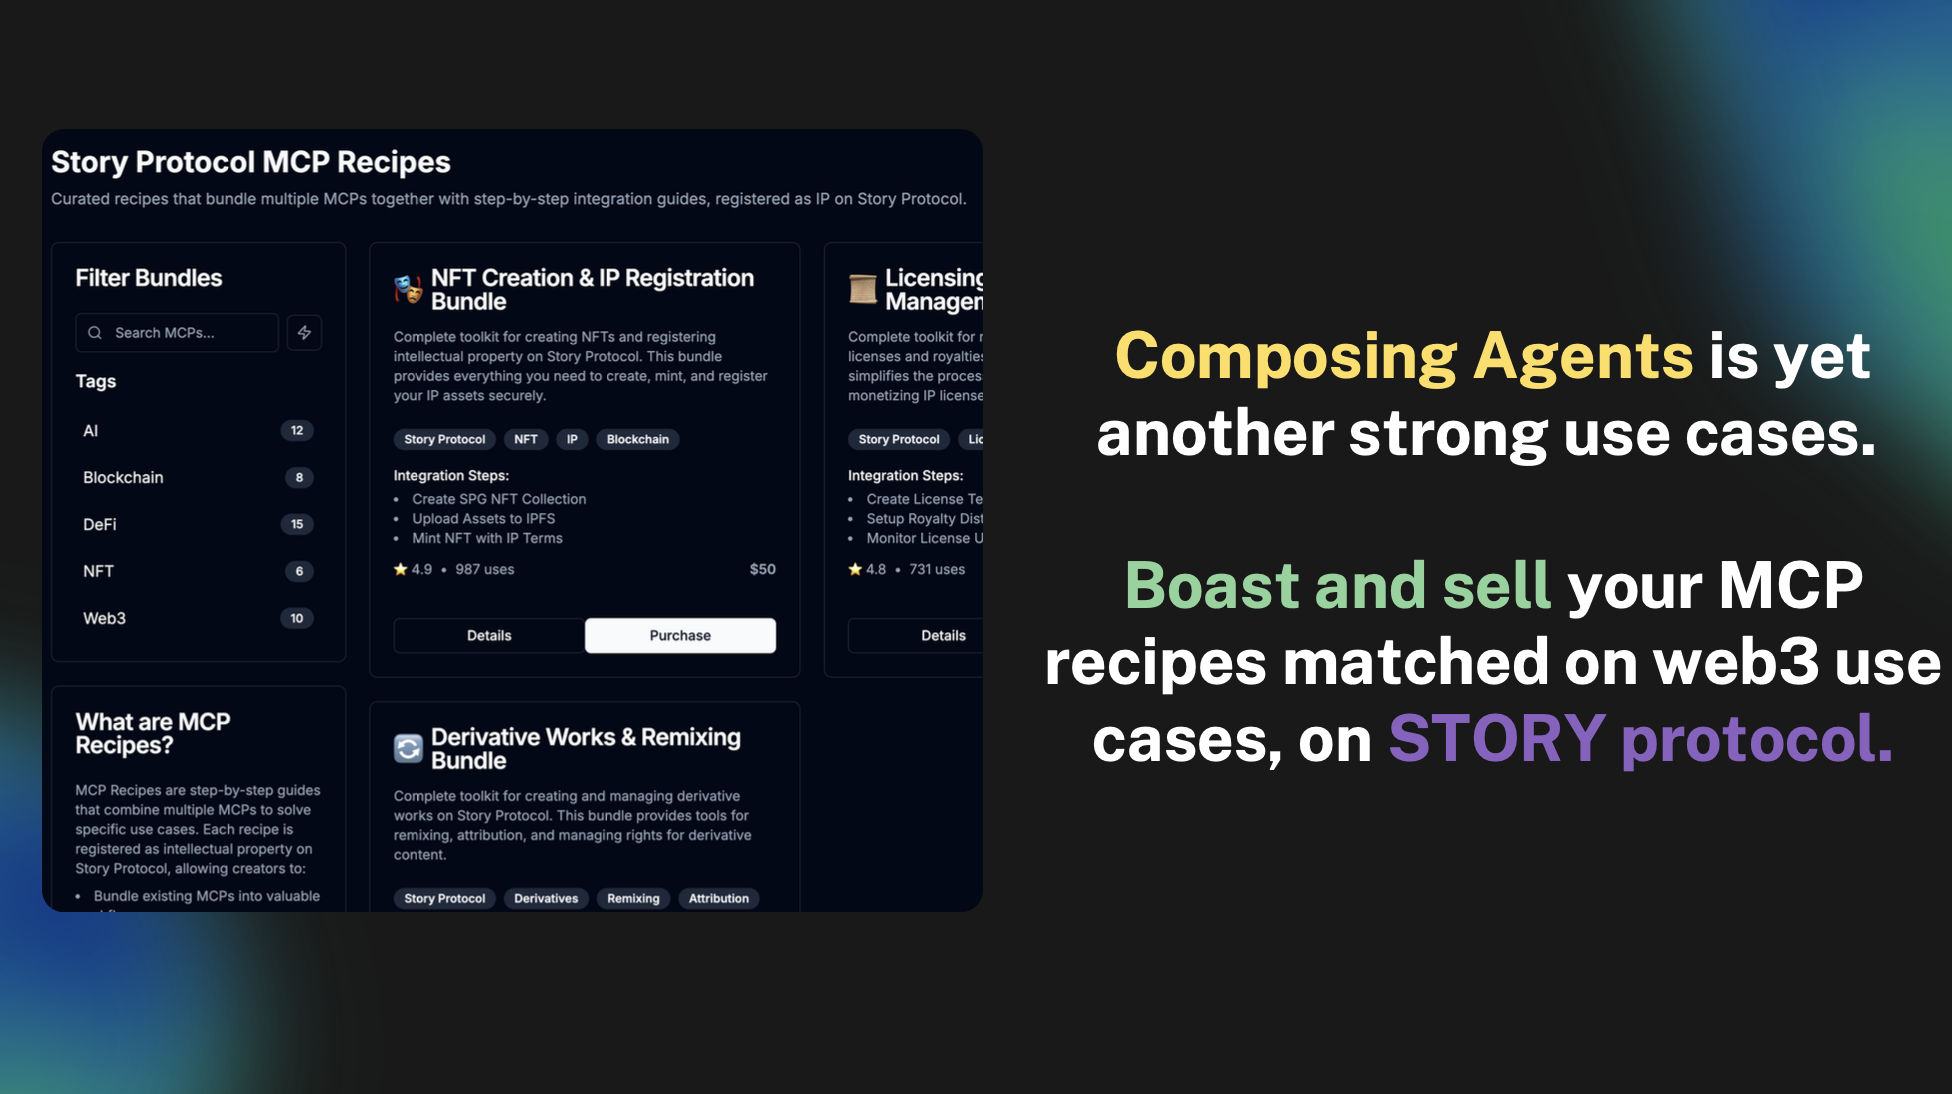 Story Protocol MCP Recipes
Curated recipes that bundle multiple MCPs together with step-by-step integration guides, registered as IP on Story Protocol.
Filter Bundles
Search MCPs...
Tags
AI 12
Blockchain 8
DeFi 15
NFT 6
Web3 10
What are MCP
Recipes?
MCP Recipes are step-by-step guides
that combine multiple MCPs to solve
specific use cases. Each recipe is
registered as intellectual property on
Story Protocol, allowing creators to:
• Bundle existing MCPs into valuable
NFT Creation & IP Registration
Bundle
Complete toolkit for creating NFTs and registering
intellectual property on Story Protocol. This bundle
provides everything you need to create, mint, and register
your IP assets securely.
Story Protocol NFT IP Blockchain
Integration Steps:
• Create SPG NFT Collection
• Upload Assets to IPFS
• Mint NFT with IP Terms
4.9 • 987 uses $50
Details Purchase
Derivative Works & Remixing
Bundle
Complete toolkit for creating and managing derivative
works on Story Protocol. This bundle provides tools for
remixing, attribution, and managing rights for derivative
content.
Story Protocol Derivatives Remixing Attribution
Licensing
Managem
Complete toolkit for
licenses and royalties
simplifies the proces
monetizing IP license
Story Protocol Lic
Integration Steps:
• Create License Te
• Setup Royalty Dist
• Monitor License U
4.8 • 731 uses
Details
Composing Agents is yet
another strong use cases.
Boast and sell your MCP
recipes matched on web3 use
cases, on STORY protocol.